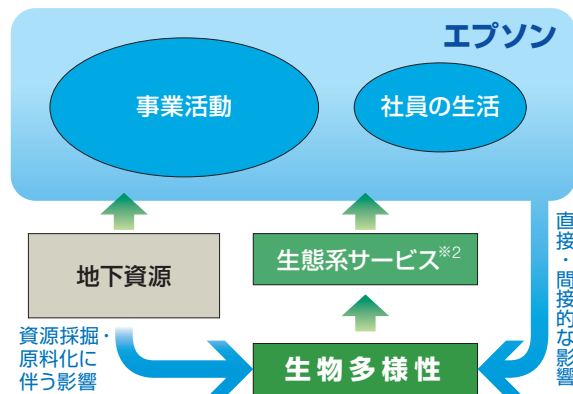 エプソン
事業活動
社員の生活
地下資源
生態系サービス※2
直接・間接的な影響
資源採掘・
原料化に
伴う影響
生物多様性